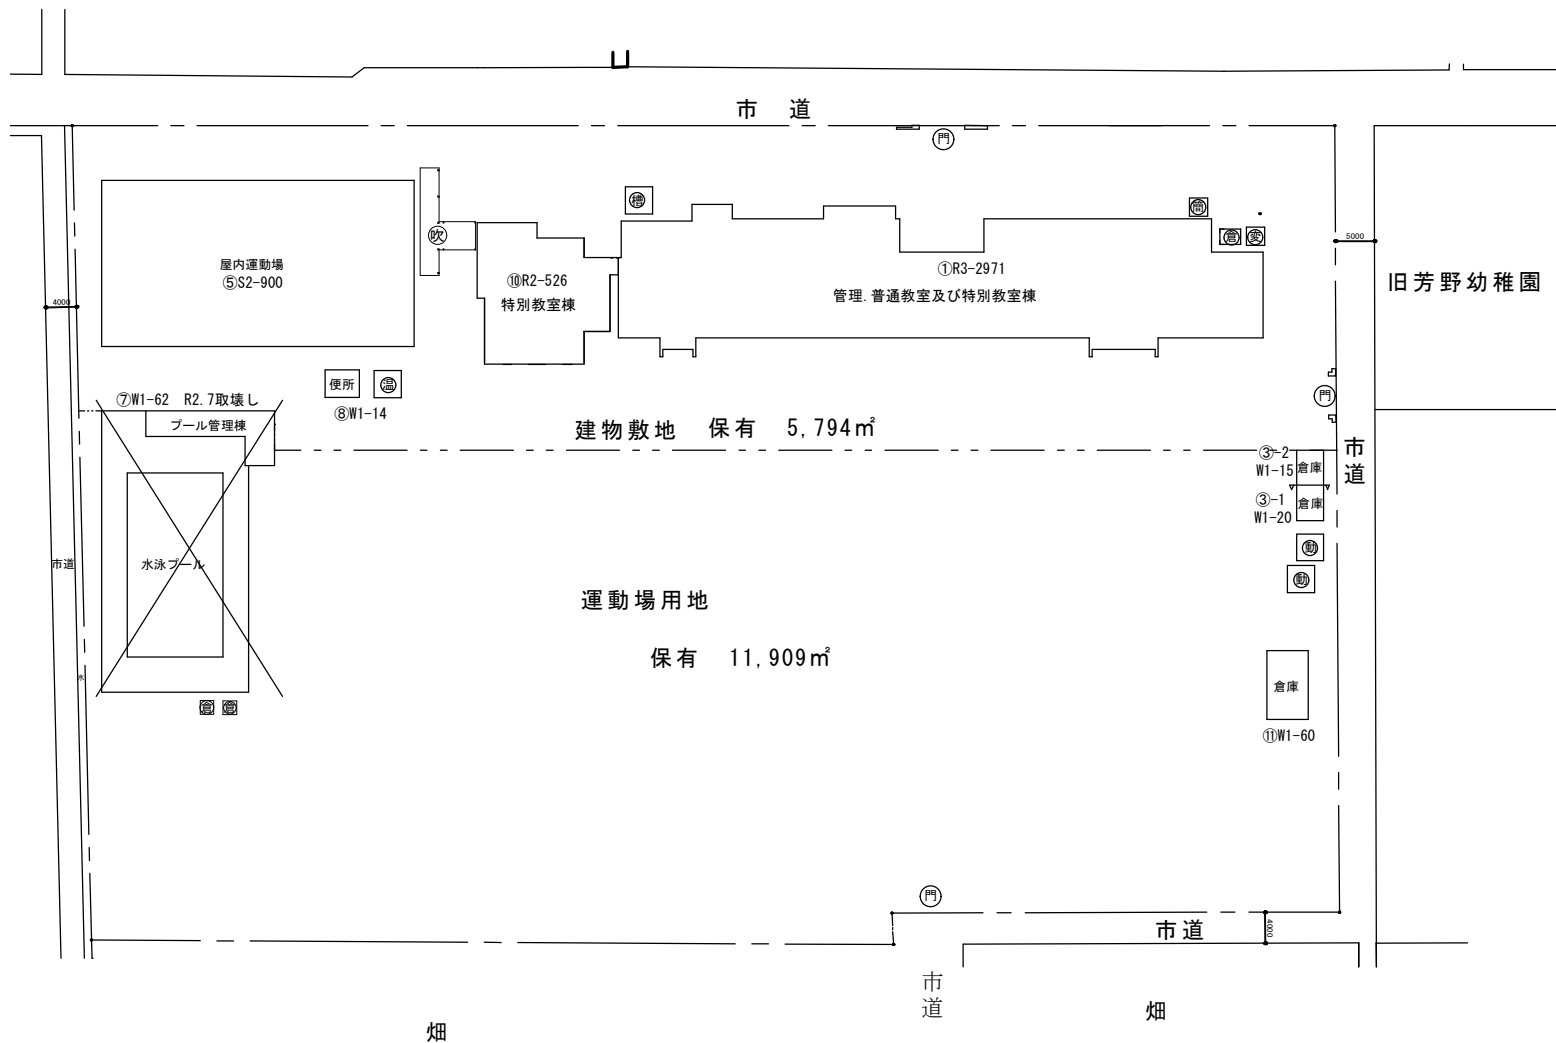 市 道
門
槽
吹
倉
変
5000
屋内運動場
⑤S2-900
⑩R2-526
特別教室棟
①R3-2971
管理.普通教室及び特別教室棟
旧芳野幼稚園
4000
便所
温
⑧W1-14
⑦W1-62 R2.7取壊し
プール管理棟
門
建物敷地 保有 5,794㎡
市道
③-2
W1-15
倉庫
③-1
W1-20
倉庫
動
動
市道
水泳プール
運動場用地
保有 11,909㎡
水
倉庫
⑪W1-60
倉
倉
門
市道
4000
市道
畑
畑